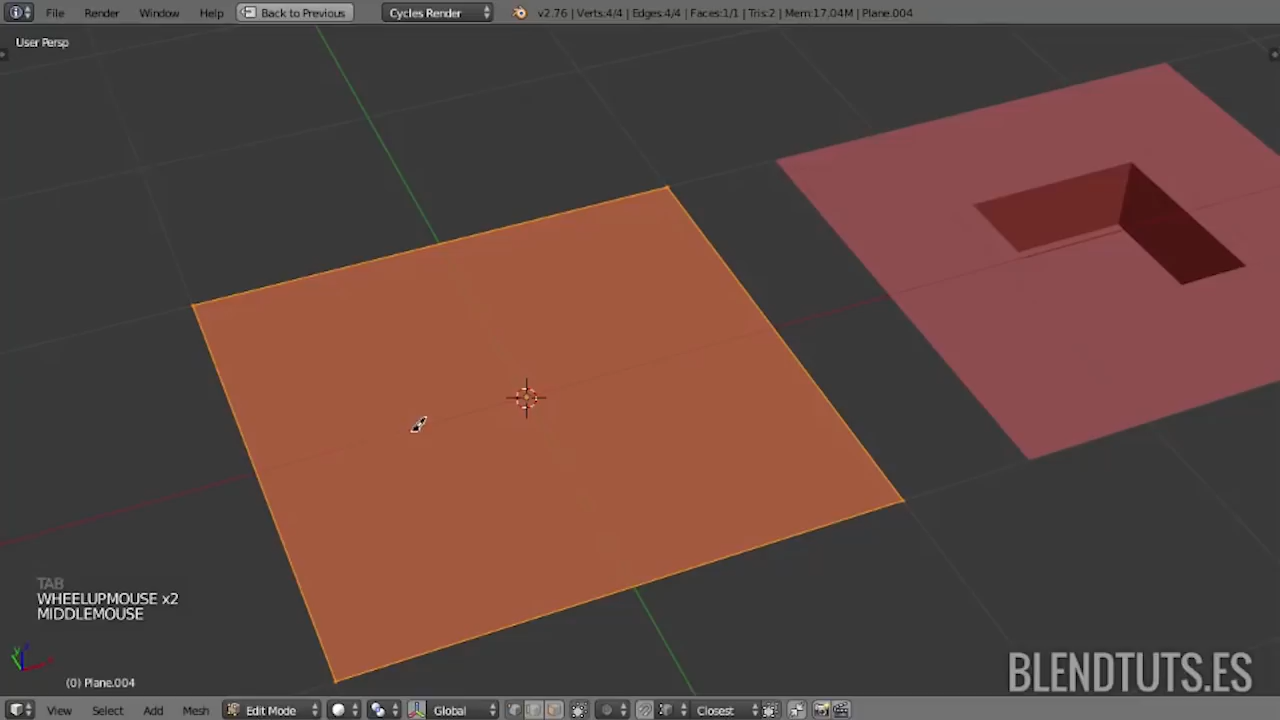 File Render Window Help Back to Previous Cycles Render v2.76 | Verts:4/4 | Edges:4/4 | Faces:1/1 | Tris:2 | Mem:17,04M | Plane.004
User Persp
TAB
WHEELUPMOUSE x2
MIDDLEMOUSE
(0) Plane.004
BLENDTUTS.ES
View Select Add Mesh Edit Mode Global Closest